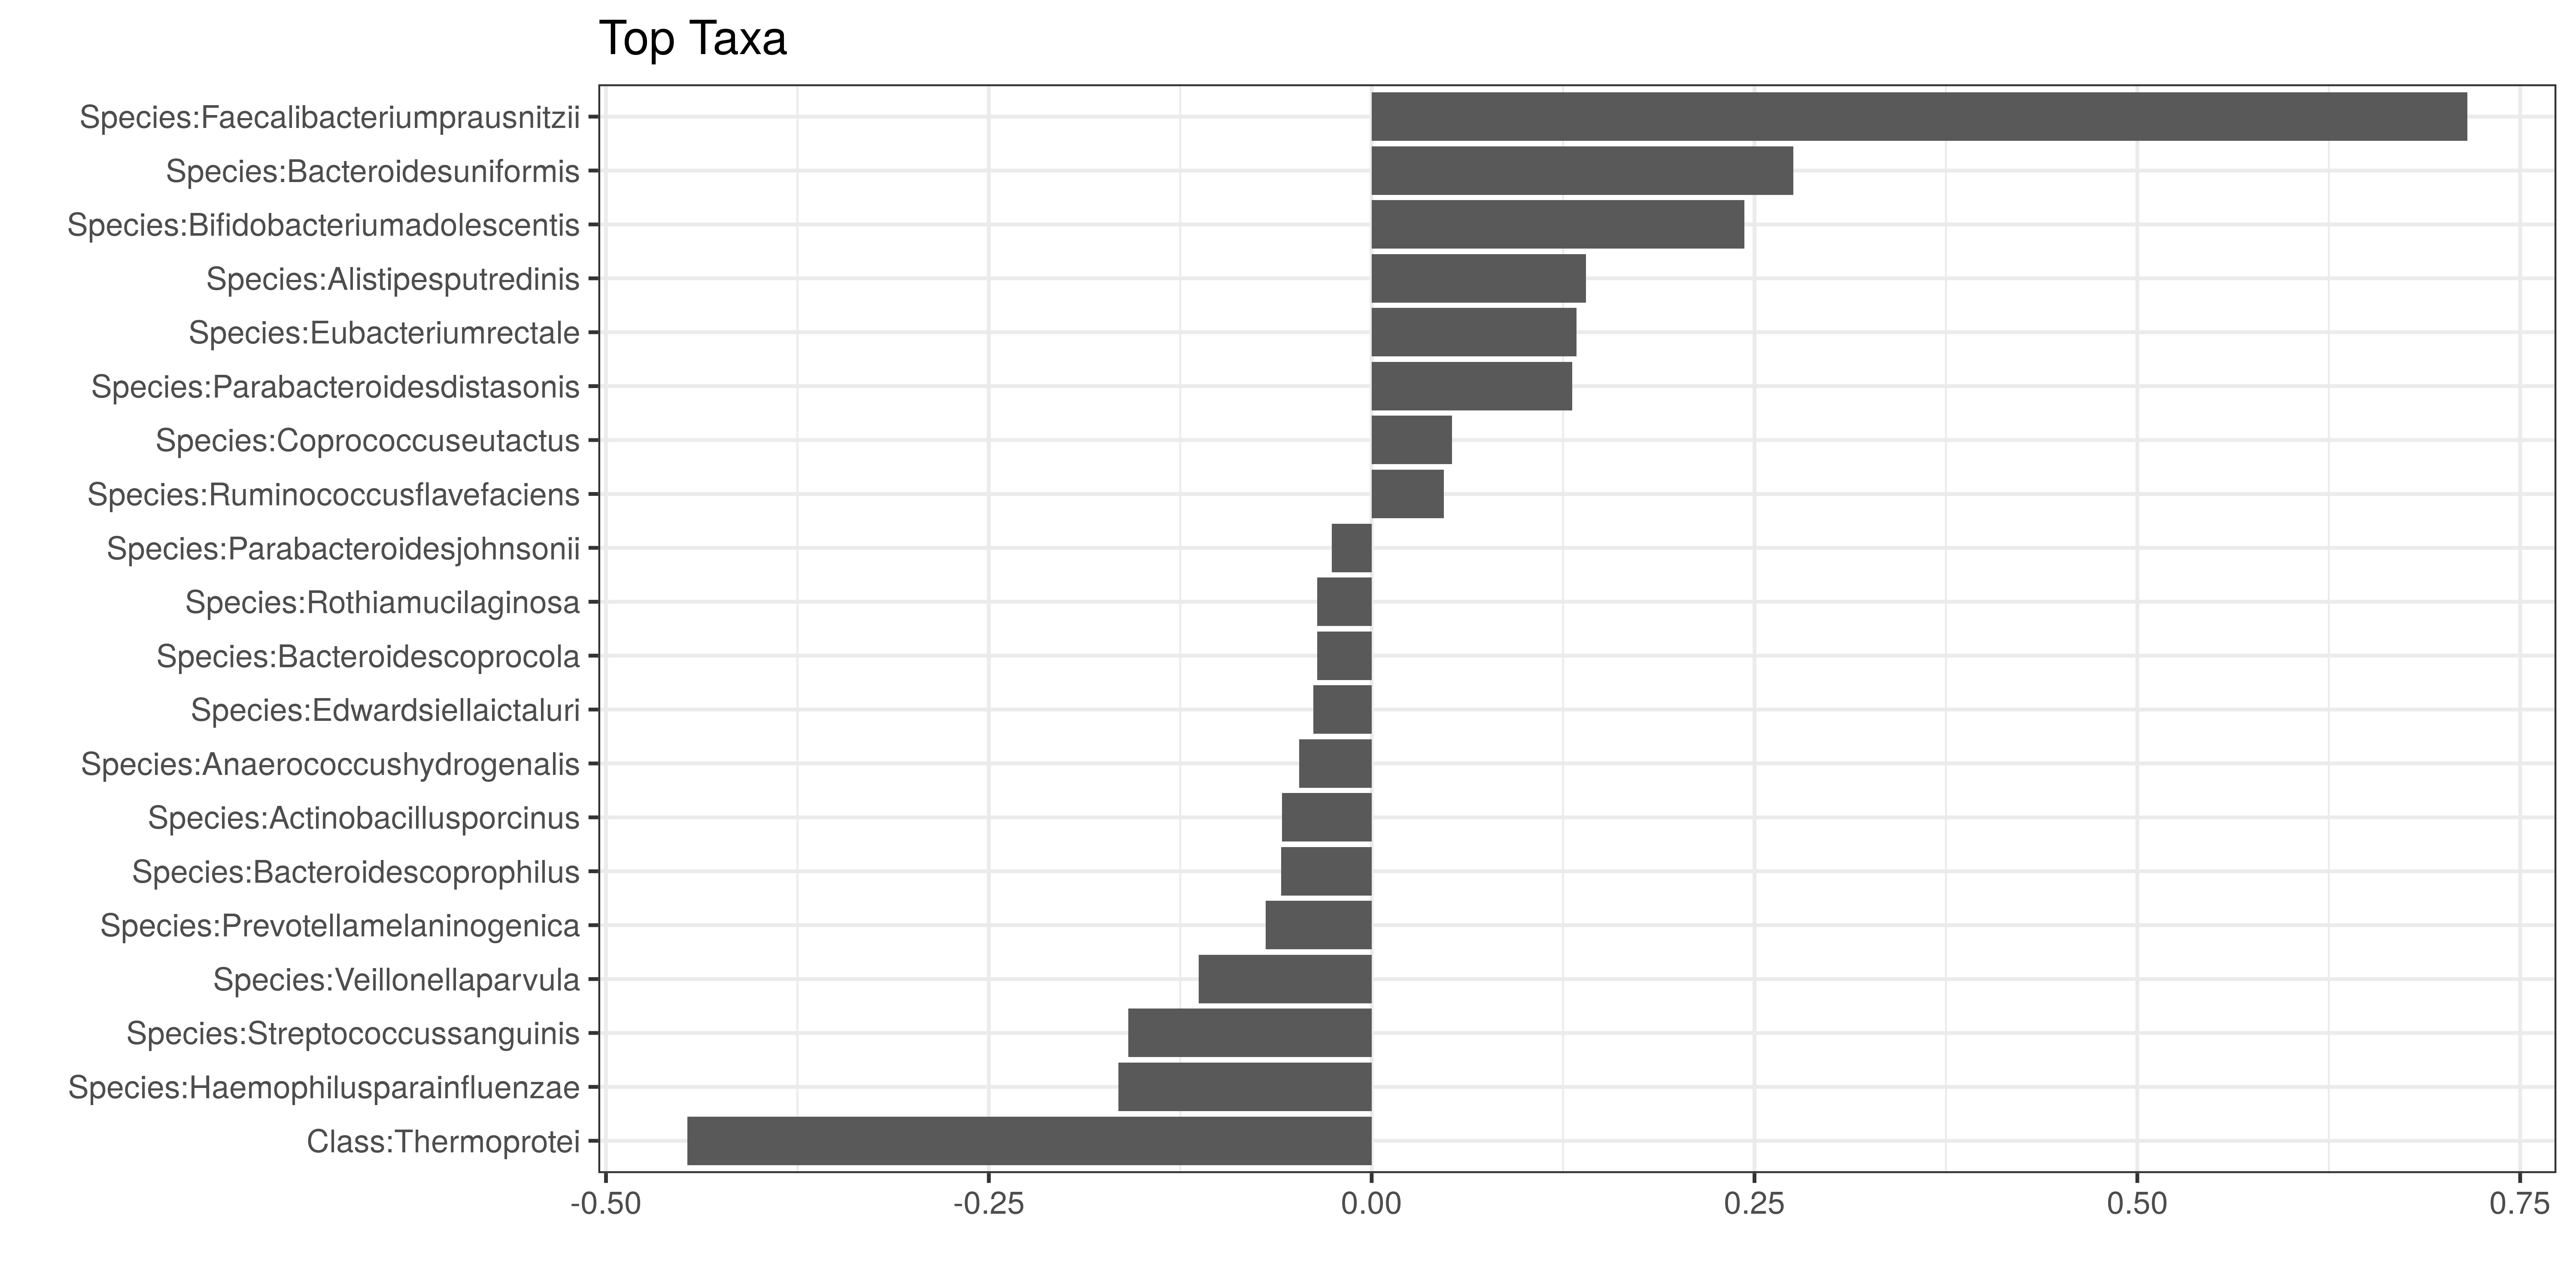 Top Taxa
Species:Faecalibacteriumprausnitzii
Species:Bacteroidesuniformis
Species:Bifidobacteriumadolescentis
Species:Alistipesputredinis
Species:Eubacteriumrectale
Species:Parabacteroidesdistasonis
Species:Coprococcuseutactus
Species:Ruminococcusflavefaciens
Species:Parabacteroidesjohnsonii
Species:Rothiamucilaginosa
Species:Bacteroidescoprocola
Species:Edwardsiellaictaluri
Species:Anaerococcushydrogenalis
Species:Actinobacillusporcinus
Species:Bacteroidescoprophilus
Species:Prevotellamelaninogenica
Species:Veillonellaparvula
Species:Streptococcussanguinis
Species:Haemophilusparainfluenzae
Class:Thermoprotei
-0.50 -0.25 0.00 0.25 0.50 0.75